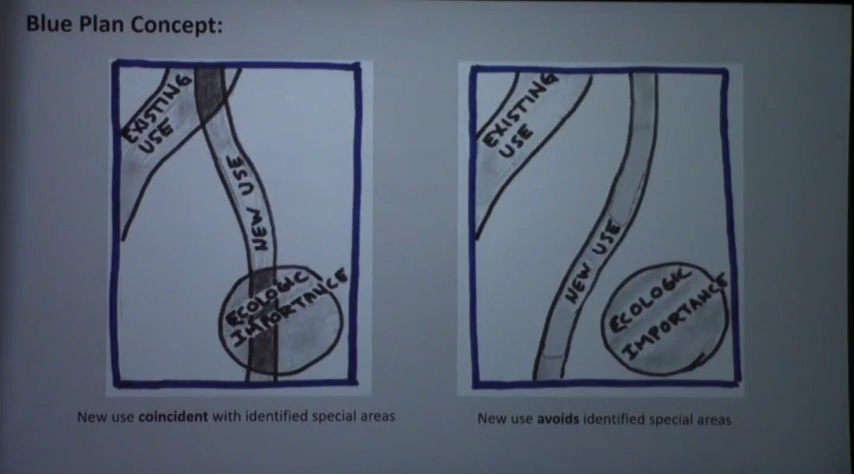 Blue Plan Concept:
EXISTING
USE
NEW USE
ECOLOGIC
IMPORTANCE
New use coincident with identified special areas
EXISTING
USE
NEW USE
ECOLOGIC
IMPORTANCE
New use avoids identified special areas